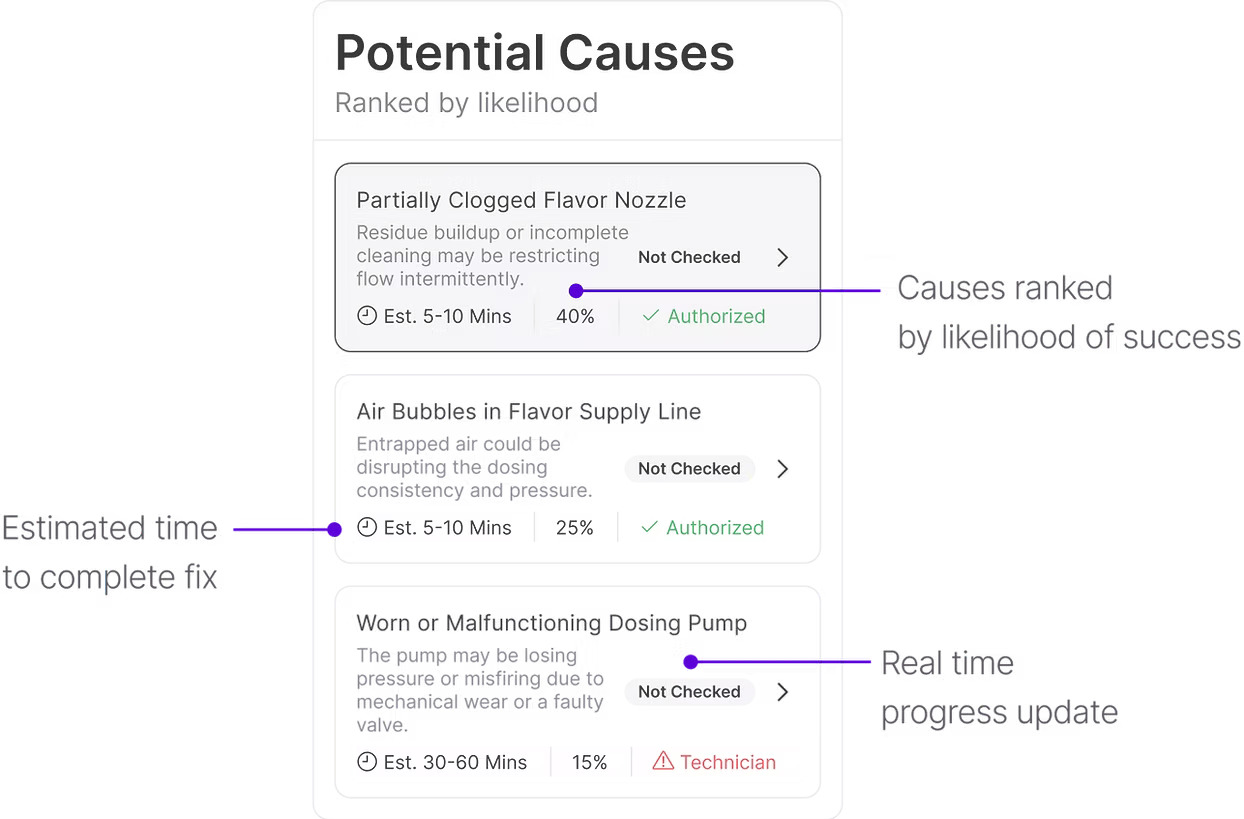 Potential Causes
Ranked by likelihood
Partially Clogged Flavor Nozzle
Residue buildup or incomplete
cleaning may be restricting
flow intermittently.
Not Checked
Est. 5-10 Mins
40%
Authorized
Causes ranked
by likelihood of success
Air Bubbles in Flavor Supply Line
Entrapped air could be
disrupting the dosing
consistency and pressure.
Not Checked
Est. 5-10 Mins
25%
Authorized
Estimated time
to complete fix
Worn or Malfunctioning Dosing Pump
The pump may be losing
pressure or misfiring due to
mechanical wear or a faulty
valve.
Not Checked
Est. 30-60 Mins
15%
Technician
Real time
progress update